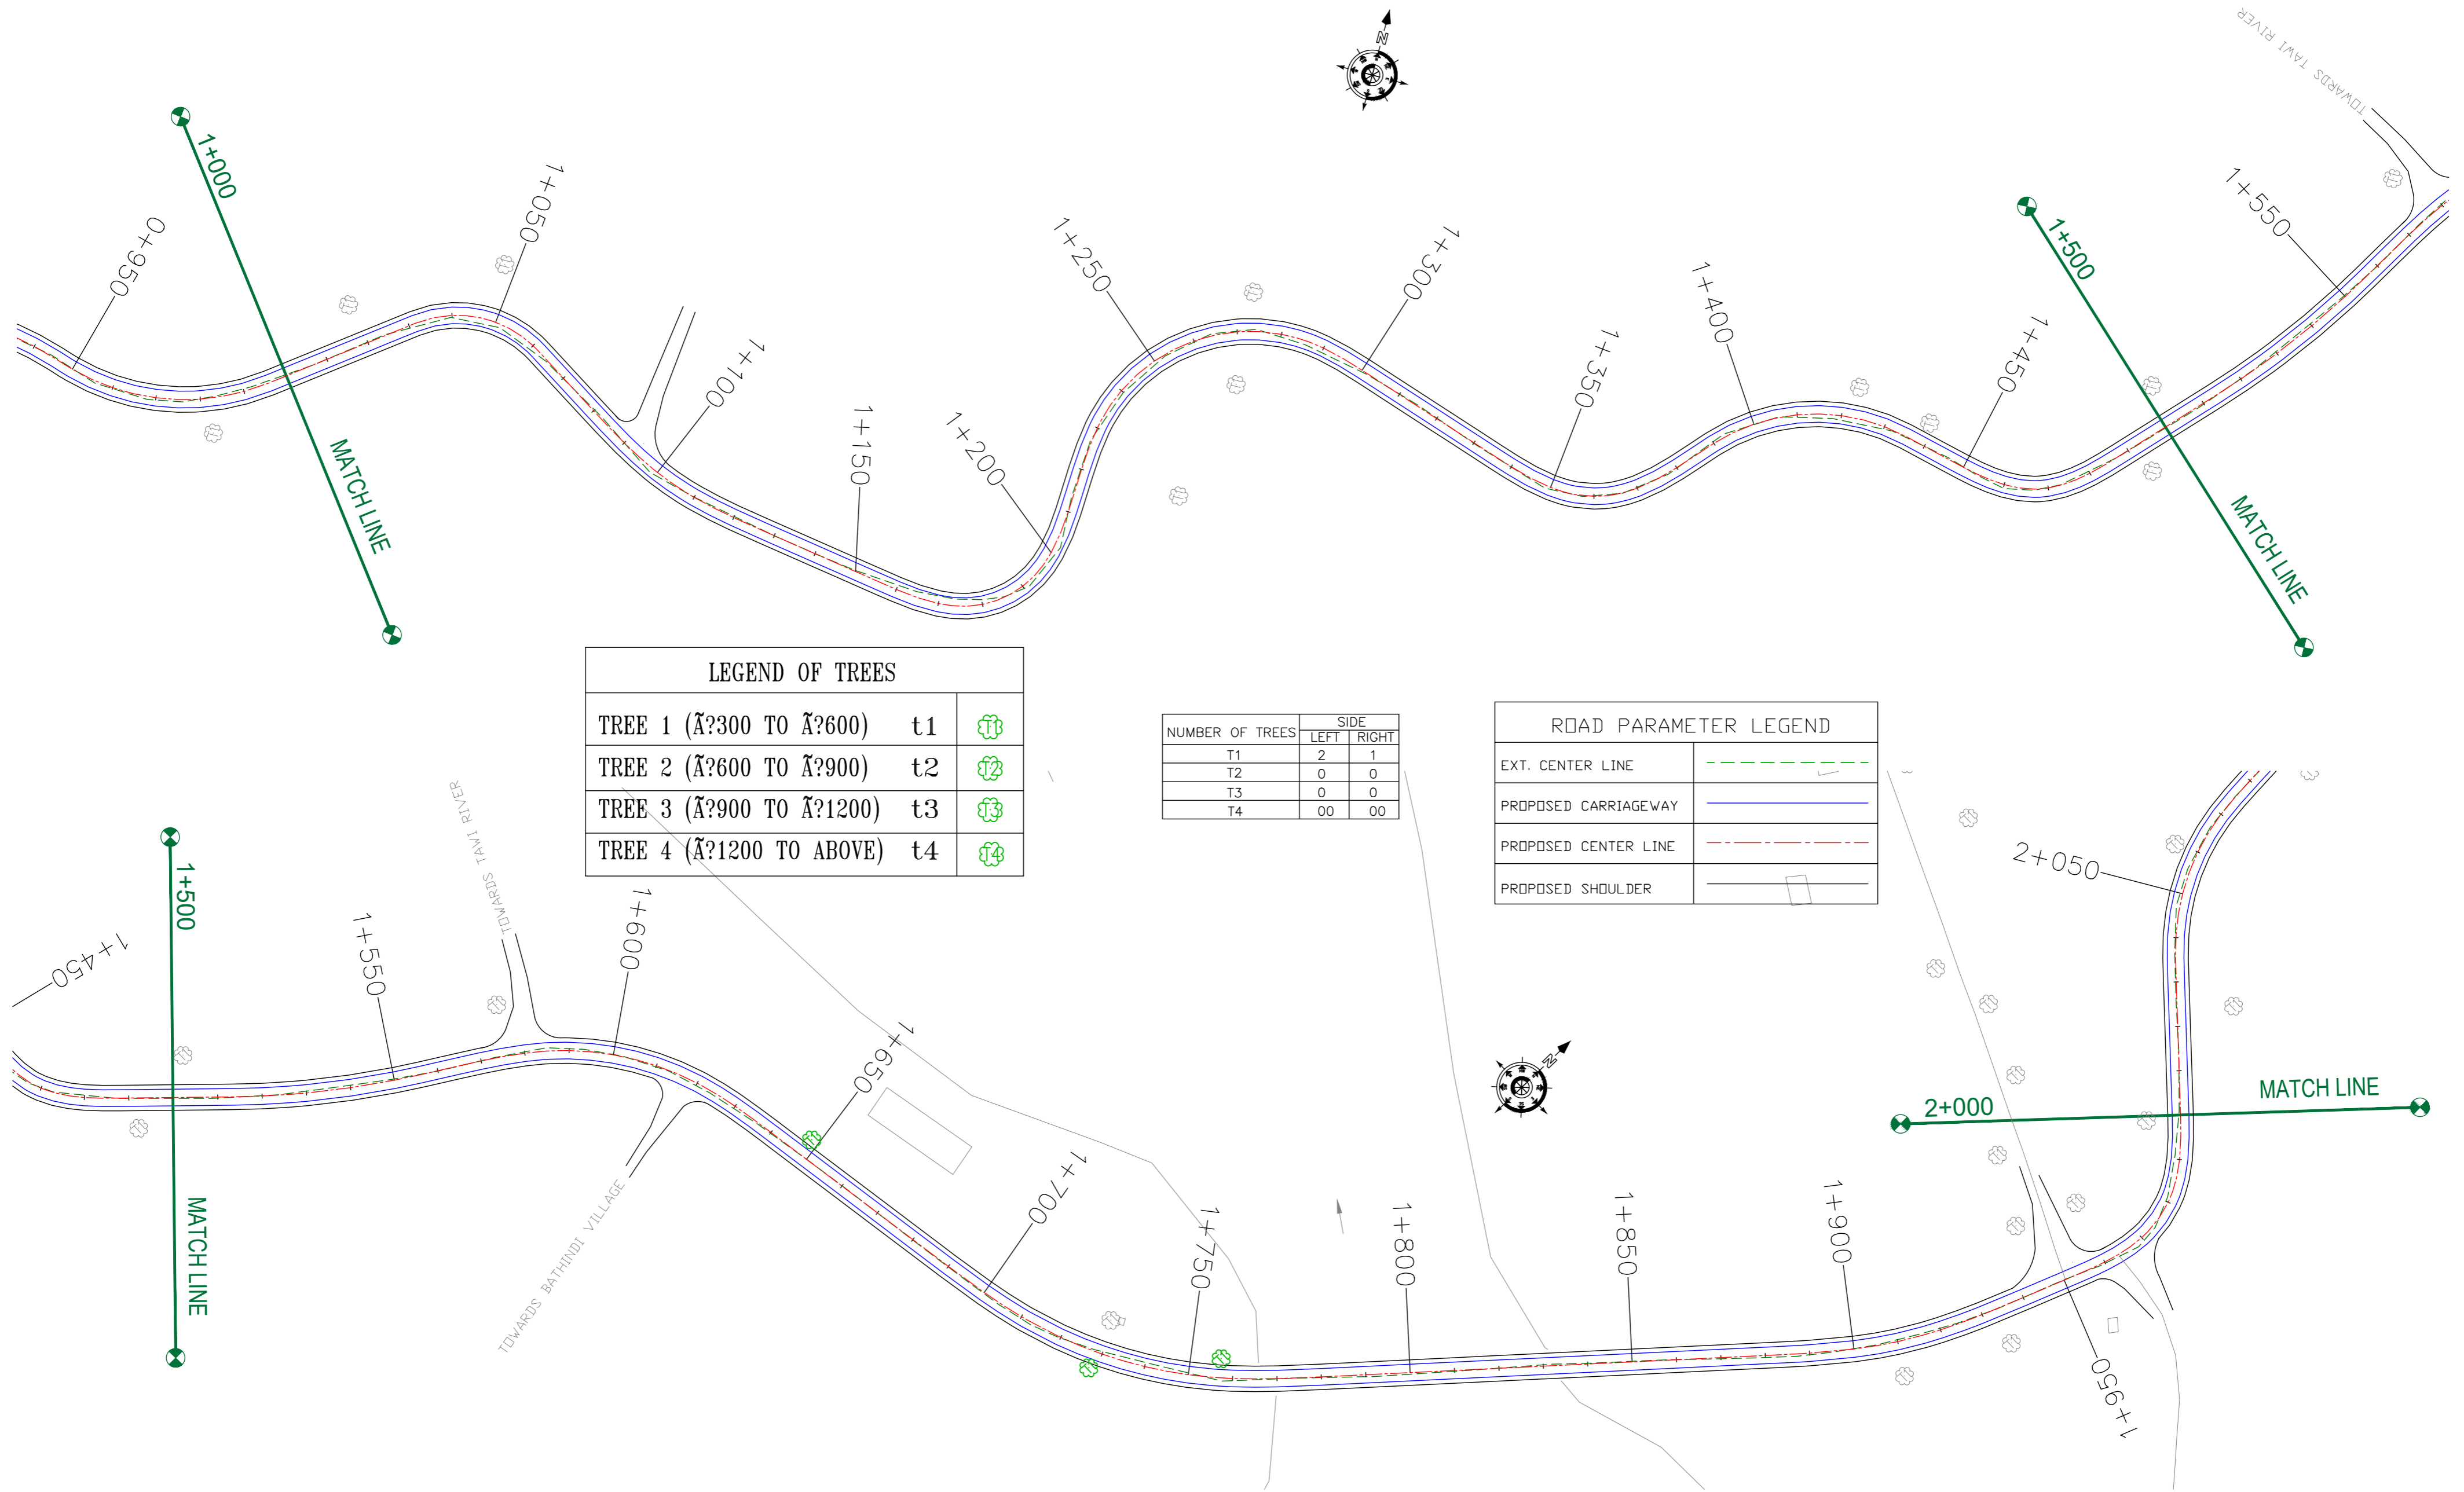 N
TOWARDS TAWI RIVER
1+000
MATCH LINE
0+950
1+050
1+100
1+150
1+200
1+250
1+300
1+350
1+400
1+450
1+500
MATCH LINE
1+550
LEGEND OF TREES
TREE 1 (Ã?300 TO Ã?600) t1 T1
TREE 2 (Ã?600 TO Ã?900) t2 T2
TREE 3 (Ã?900 TO Ã?1200) t3 T3
TREE 4 (Ã?1200 TO ABOVE) t4 T4
NUMBER OF TREES SIDE
LEFT RIGHT
T1 2 1
T2 0 0
T3 0 0
T4 00 00
ROAD PARAMETER LEGEND
EXT. CENTER LINE
PROPOSED CARRIAGEWAY
PROPOSED CENTER LINE
PROPOSED SHOULDER
1+450
1+500
MATCH LINE
1+550
TOWARDS TAWI RIVER
1+600
TOWARDS BATHINDI VILLAGE
1+650
1+700
1+750
1+800
1+850
1+900
N
1+950
2+000
MATCH LINE
2+050